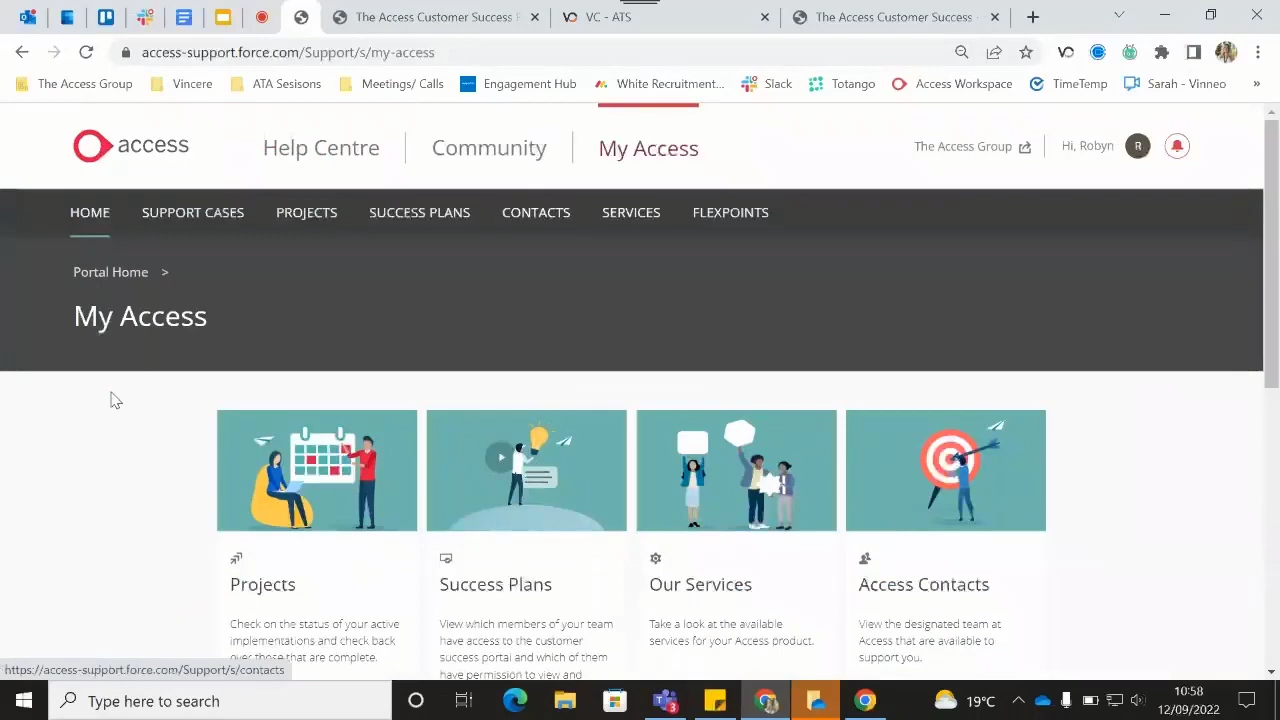 The Access Customer Success
VC - ATS
The Access Customer Success
access-support.force.com/Support/s/my-access
The Access Group
Vincere
ATA Sesisons
Meetings/ Calls
Engagement Hub
White Recruitment...
Slack
Totango
Access Workspace
TimeTemp
Sarah - Vinneo
»
access
Help Centre
Community
My Access
The Access Group
Hi, Robyn
R
HOME
SUPPORT CASES
PROJECTS
SUCCESS PLANS
CONTACTS
SERVICES
FLEXPOINTS
Portal Home >
My Access
Projects
Check on the status of your active
implementations and check back
over those that are complete.
Success Plans
View which members of your team
have access to the customer
success portal and which of them
have permission to view and
Our Services
Take a look at the available
services for your Access product.
Access Contacts
View the designated team at
Access that are available to
support you.
https://access-support.force.com/Support/s/contacts
Type here to search
3
19°C
10:58
12/09/2022